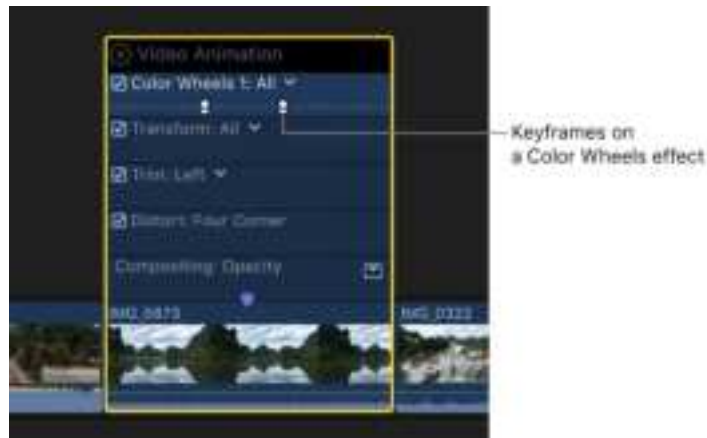 Video Animation
Color Wheels 1: All
Transform: All
Trim: Left
Distort: Four Corner
Compositing: Opacity
IMG_0873
IMG_0322
Keyframes on
a Color Wheels effect